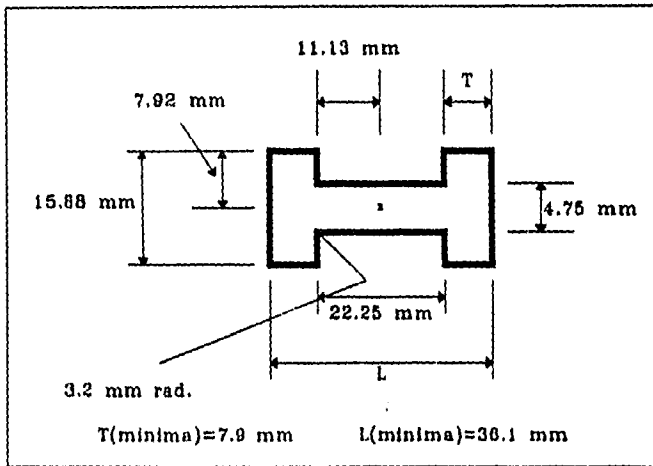 11.13 mm
T
7.92 mm
15.88 mm
4.75 mm
22.25 mm
L
3.2 mm rad.
T(minima)=7.9 mm L(minima)=36.1 mm